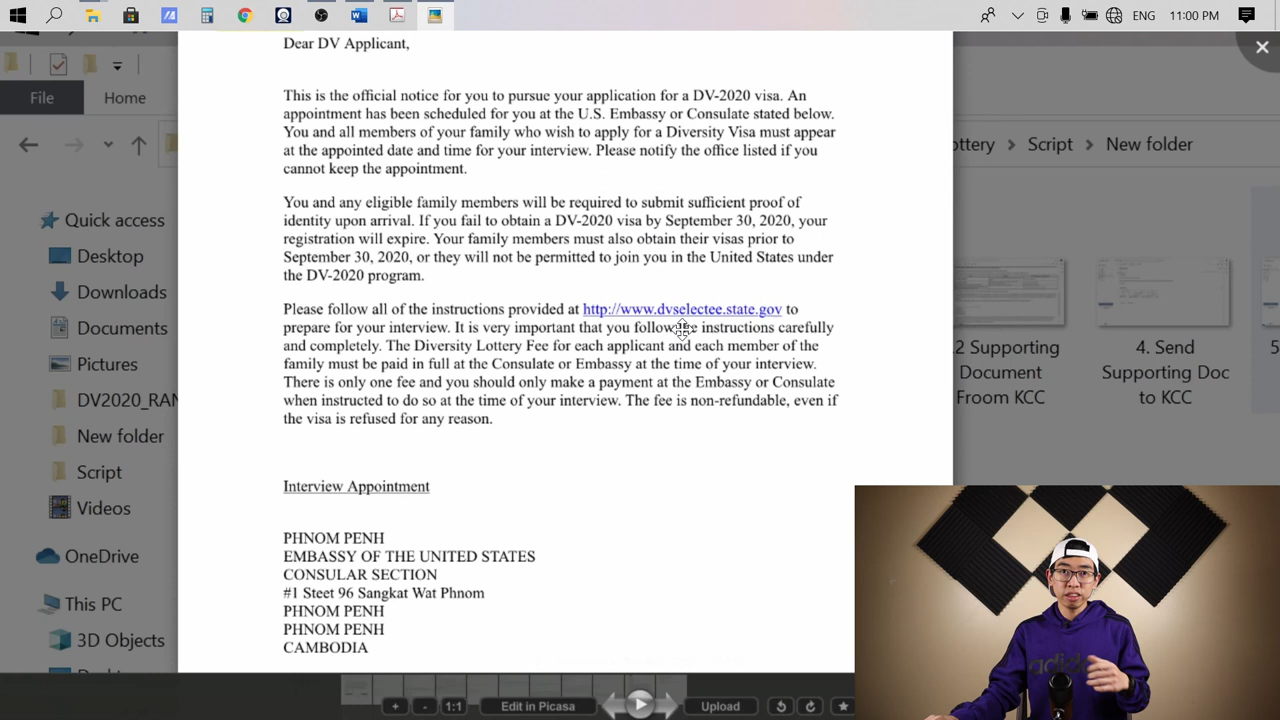 ENG
11:00 PM
Dear DV Applicant,
File
Home
This is the official notice for you to pursue your application for a DV-2020 visa. An
appointment has been scheduled for you at the U.S. Embassy or Consulate stated below.
You and all members of your family who wish to apply for a Diversity Visa must appear
at the appointed date and time for your interview. Please notify the office listed if you
cannot keep the appointment.
You and any eligible family members will be required to submit sufficient proof of
identity upon arrival. If you fail to obtain a DV-2020 visa by September 30, 2020, your
registration will expire. Your family members must also obtain their visas prior to
September 30, 2020, or they will not be permitted to join you in the United States under
the DV-2020 program.
Please follow all of the instructions provided at http://www.dvselectee.state.gov to
prepare for your interview. It is very important that you follow instructions carefully
and completely. The Diversity Lottery Fee for each applicant and each member of the
family must be paid in full at the Consulate or Embassy at the time of your interview.
There is only one fee and you should only make a payment at the Embassy or Consulate
when instructed to do so at the time of your interview. The fee is non-refundable, even if
the visa is refused for any reason.
Interview Appointment
PHNOM PENH
EMBASSY OF THE UNITED STATES
CONSULAR SECTION
#1 Steet 96 Sangkat Wat Phnom
PHNOM PENH
PHNOM PENH
CAMBODIA
Quick access
Desktop
Downloads
Documents
Pictures
DV2020_RAN
New folder
Script
Videos
OneDrive
This PC
3D Objects
ottery > Script > New folder
.2 Supporting
Document
Froom KCC
4. Send
Supporting Doc
to KCC
5
1:1
Edit in Picasa
Upload
adidas